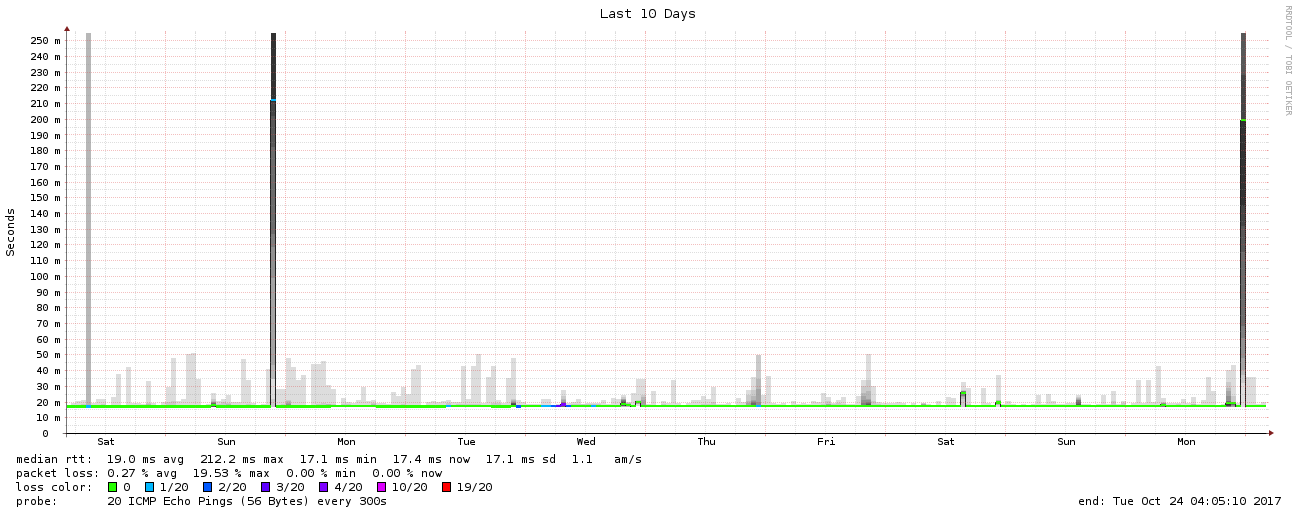 Last 10 Days
RRDTOOL / TOBI OETIKER
Seconds
250 m
240 m
230 m
220 m
210 m
200 m
190 m
180 m
170 m
160 m
150 m
140 m
130 m
120 m
110 m
100 m
90 m
80 m
70 m
60 m
50 m
40 m
30 m
20 m
10 m
0
Sat Sun Mon Tue Wed Thu Fri Sat Sun Mon
median rtt: 19.0 ms avg 212.2 ms max 17.1 ms min 17.4 ms now 17.1 ms sd 1.1 am/s
packet loss: 0.27 % avg 19.53 % max 0.00 % min 0.00 % now
loss color: 0 1/20 2/20 3/20 4/20 10/20 19/20
probe: 20 ICMP Echo Pings (56 Bytes) every 300s end: Tue Oct 24 04:05:10 2017